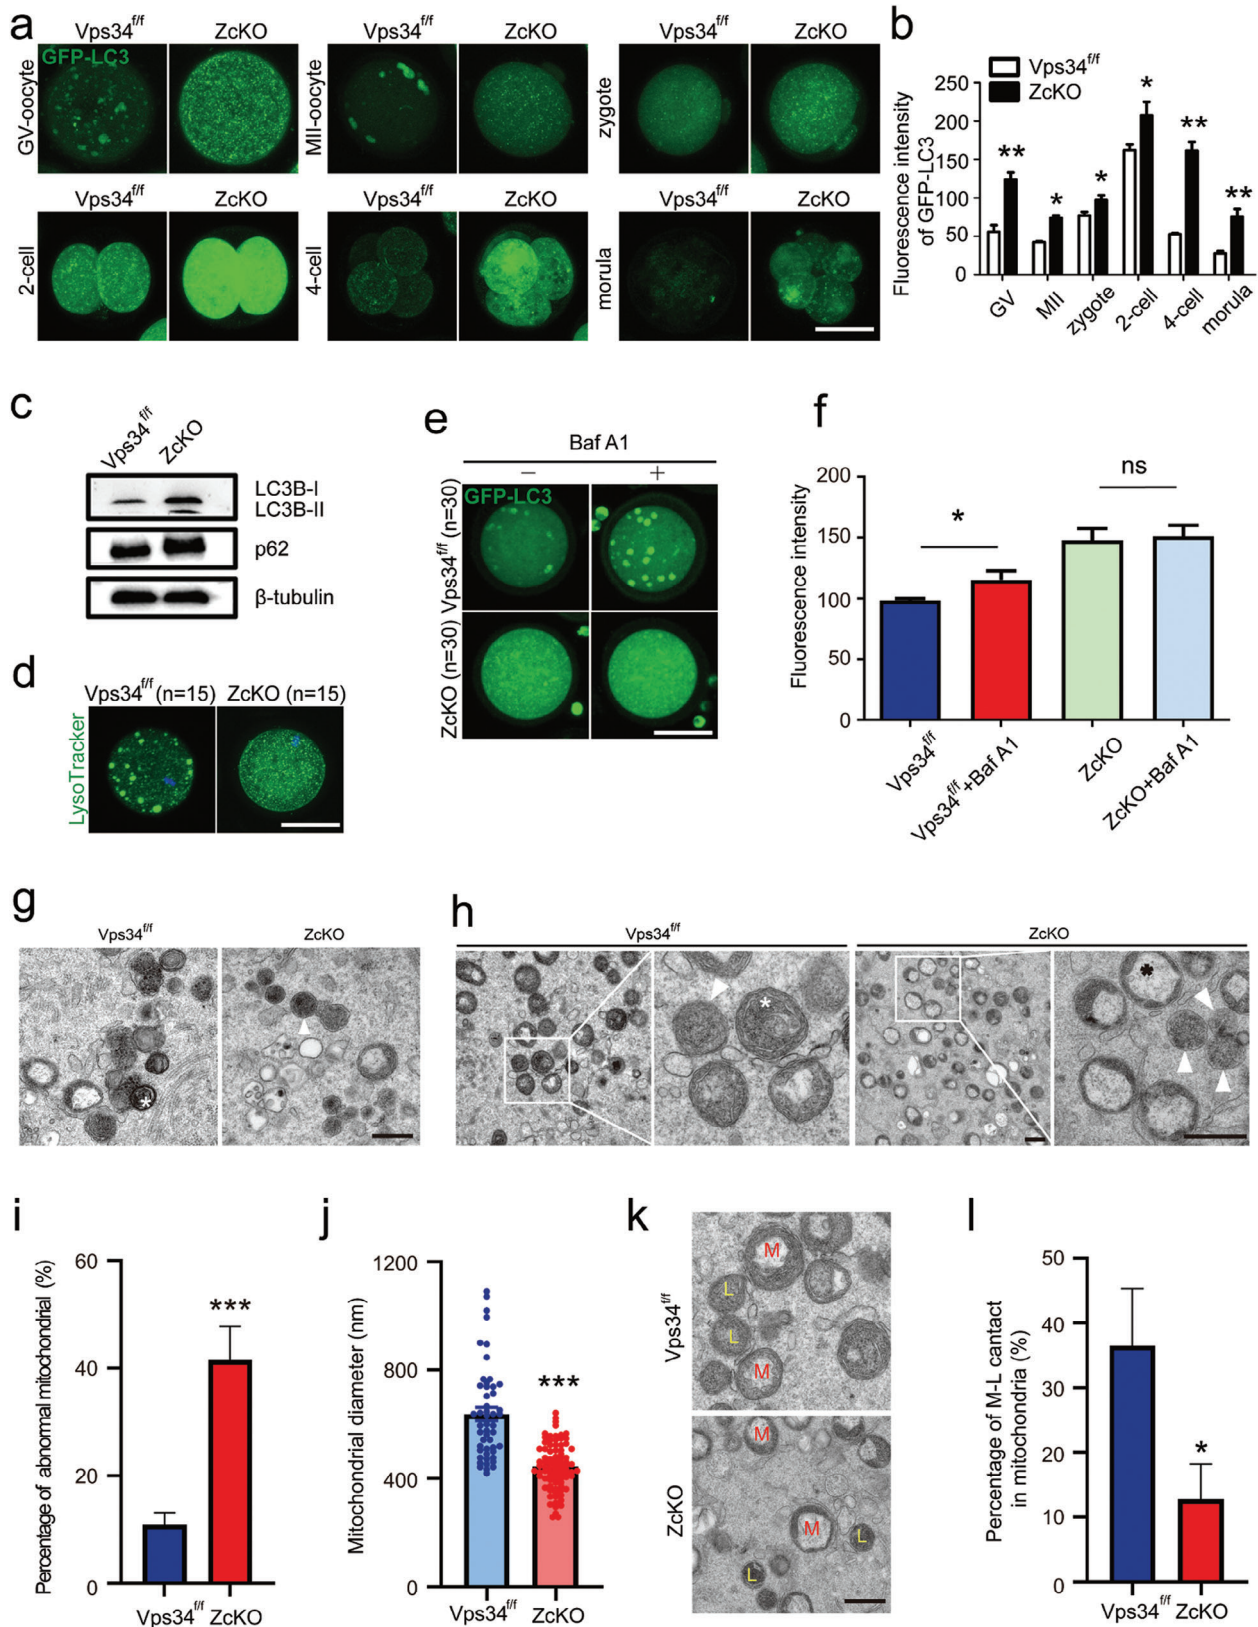 a
Vps34f/f ZcKO Vps34f/f ZcKO Vps34f/f ZcKO
GFP-LC3
GV-oocyte
MII-oocyte
zygote
Vps34f/f ZcKO Vps34f/f ZcKO Vps34f/f ZcKO
2-cell
4-cell
morula
b
Vps34f/f
ZcKO
Fluorescence intensity
of GFP-LC3
250
200
150
100
50
0
** * * * ** **
GV MII zygote 2-cell 4-cell morula
c
Vps34f/f ZcKO
LC3B-I
LC3B-II
p62
β-tubulin
d
Vps34f/f (n=15) ZcKO (n=15)
LysoTracker
e
Baf A1
− +
GFP-LC3
Vps34f/f (n=30)
ZcKO (n=30)
f
Fluorescence intensity
200
150
100
50
0
* ns
Vps34f/f Vps34f/f+Baf A1 ZcKO ZcKO+Baf A1
g
Vps34f/f ZcKO
*
h
Vps34f/f ZcKO
* *
i
Percentage of abnormal mitochondrial (%)
60
40
20
0
***
Vps34f/f ZcKO
j
Mitochondrial diameter (nm)
1200
800
400
0
***
Vps34f/f ZcKO
k
Vps34f/f
M
L
L
M
ZcKO
M
M
L
L
l
Percentage of M-L cantact
in mitochondria (%)
50
40
30
20
10
0
*
Vps34f/f ZcKO